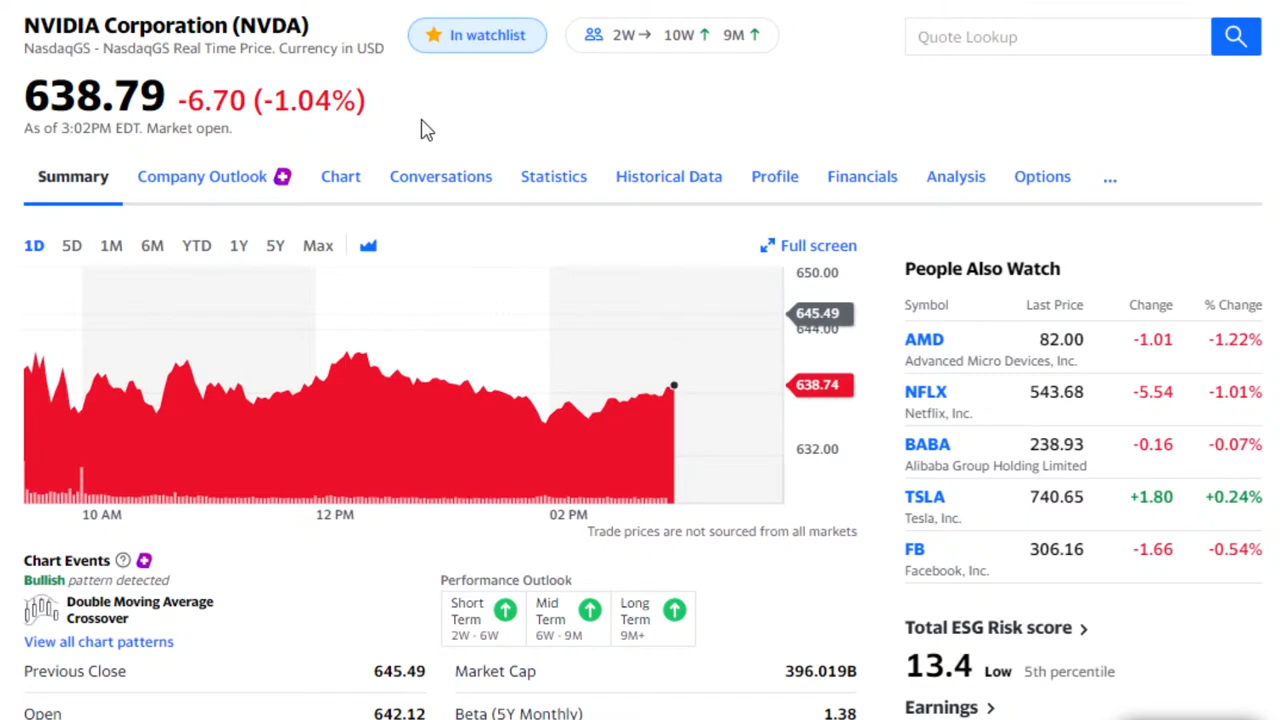 NVIDIA Corporation (NVDA)
NasdaqGS - NasdaqGS Real Time Price. Currency in USD
In watchlist
2W→ 10W↑ 9M↑
Quote Lookup
638.79 -6.70 (-1.04%)
As of 3:02PM EDT. Market open.
Summary Company Outlook Chart Conversations Statistics Historical Data Profile Financials Analysis Options ...
1D 5D 1M 6M YTD 1Y 5Y Max
Full screen
650.00
645.49
644.00
638.74
632.00
10 AM 12 PM 02 PM
Trade prices are not sourced from all markets
People Also Watch
Symbol Last Price Change % Change
AMD 82.00 -1.01 -1.22%
Advanced Micro Devices, Inc.
NFLX 543.68 -5.54 -1.01%
Netflix, Inc.
BABA 238.93 -0.16 -0.07%
Alibaba Group Holding Limited
TSLA 740.65 +1.80 +0.24%
Tesla, Inc.
FB 306.16 -1.66 -0.54%
Facebook, Inc.
Chart Events ?
Bullish pattern detected
Double Moving Average
Crossover
View all chart patterns
Performance Outlook
Short
Term
2W - 6W
Mid
Term
6W - 9M
Long
Term
9M+
Previous Close 645.49
Open 642.12
Market Cap 396.019B
Beta (5Y Monthly) 1.38
Total ESG Risk score
13.4 Low 5th percentile
Earnings